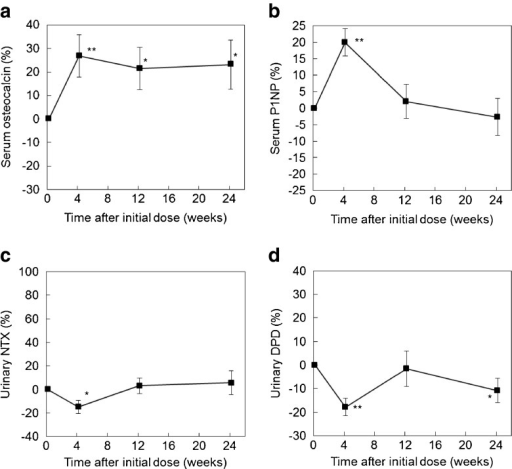 a
Serum osteocalcin (%)
40
30
20
10
0
-10
-20
-30
**
*
*
0 4 8 12 16 20 24
Time after initial dose (weeks)
b
Serum P1NP (%)
25
20
15
10
5
0
-5
-10
-15
-20
25
**
0 4 8 12 16 20 24
Time after initial dose (weeks)
c
Urinary NTX (%)
100
80
60
40
20
0
-20
-40
*
0 4 8 12 16 20 24
Time after initial dose (weeks)
d
Urinary DPD (%)
40
30
20
10
0
-10
-20
-30
**
*
0 4 8 12 16 20 24
Time after initial dose (weeks)